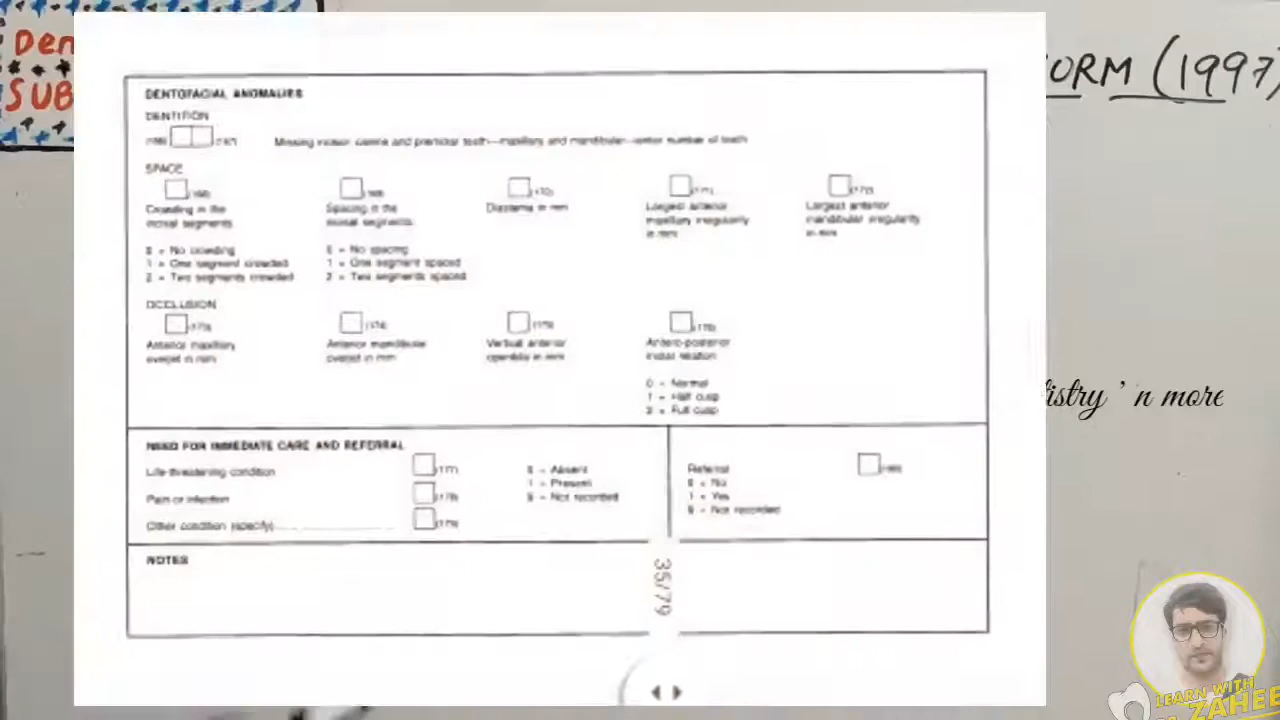 Den
SUB
ORM (1997)
DENTOFACIAL ANOMALIES
DENTITION
(166) (167) Missing incisor canine and premolar teeth—maxillary and mandibular—enter number of teeth
SPACE
Crowding in the
incisal segments
0 = No crowding
1 = One segment crowded
2 = Two segments crowded
Spacing in the
incisal segments
0 = No spacing
1 = One segment spaced
2 = Two segments spaced
Diastema in mm
Largest anterior
maxillary irregularity
in mm
Largest anterior
mandibular irregularity
in mm
OCCLUSION
Anterior maxillary
overjet in mm
Anterior mandibular
overjet in mm
Vertical anterior
openbite in mm
Antero-posterior
molar relation
0 = Normal
1 = Half cusp
2 = Full cusp
NEED FOR IMMEDIATE CARE AND REFERRAL
Life-threatening condition
Pain or infection
Other condition (specify)
0 = Absent
1 = Present
9 = Not recorded
Referral
0 = No
1 = Yes
9 = Not recorded
NOTES
35/79
tistry ' n more
LEARN WITH
ZAHEE